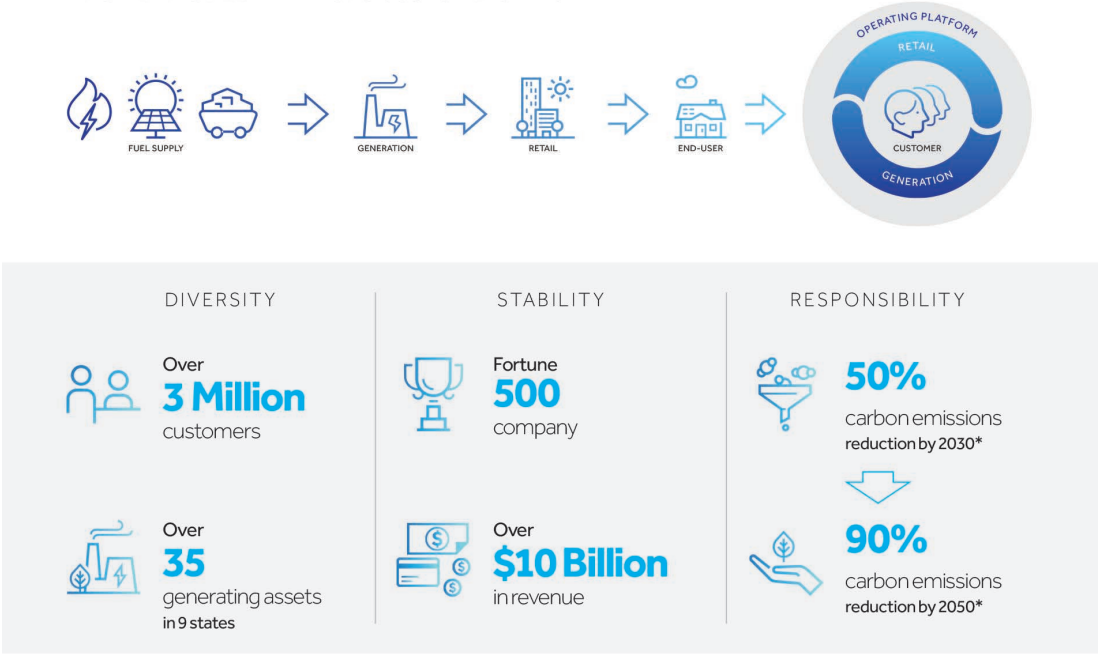 FUEL SUPPLY
GENERATION
RETAIL
END-USER
OPERATING PLATFORM
RETAIL
CUSTOMER
GENERATION
DIVERSITY
Over
3 Million
customers
Over
35
generating assets
in 9 states
STABILITY
Fortune
500
company
Over
$10 Billion
in revenue
RESPONSIBILITY
50%
carbon emissions
reduction by 2030*
90%
carbon emissions
reduction by 2050*